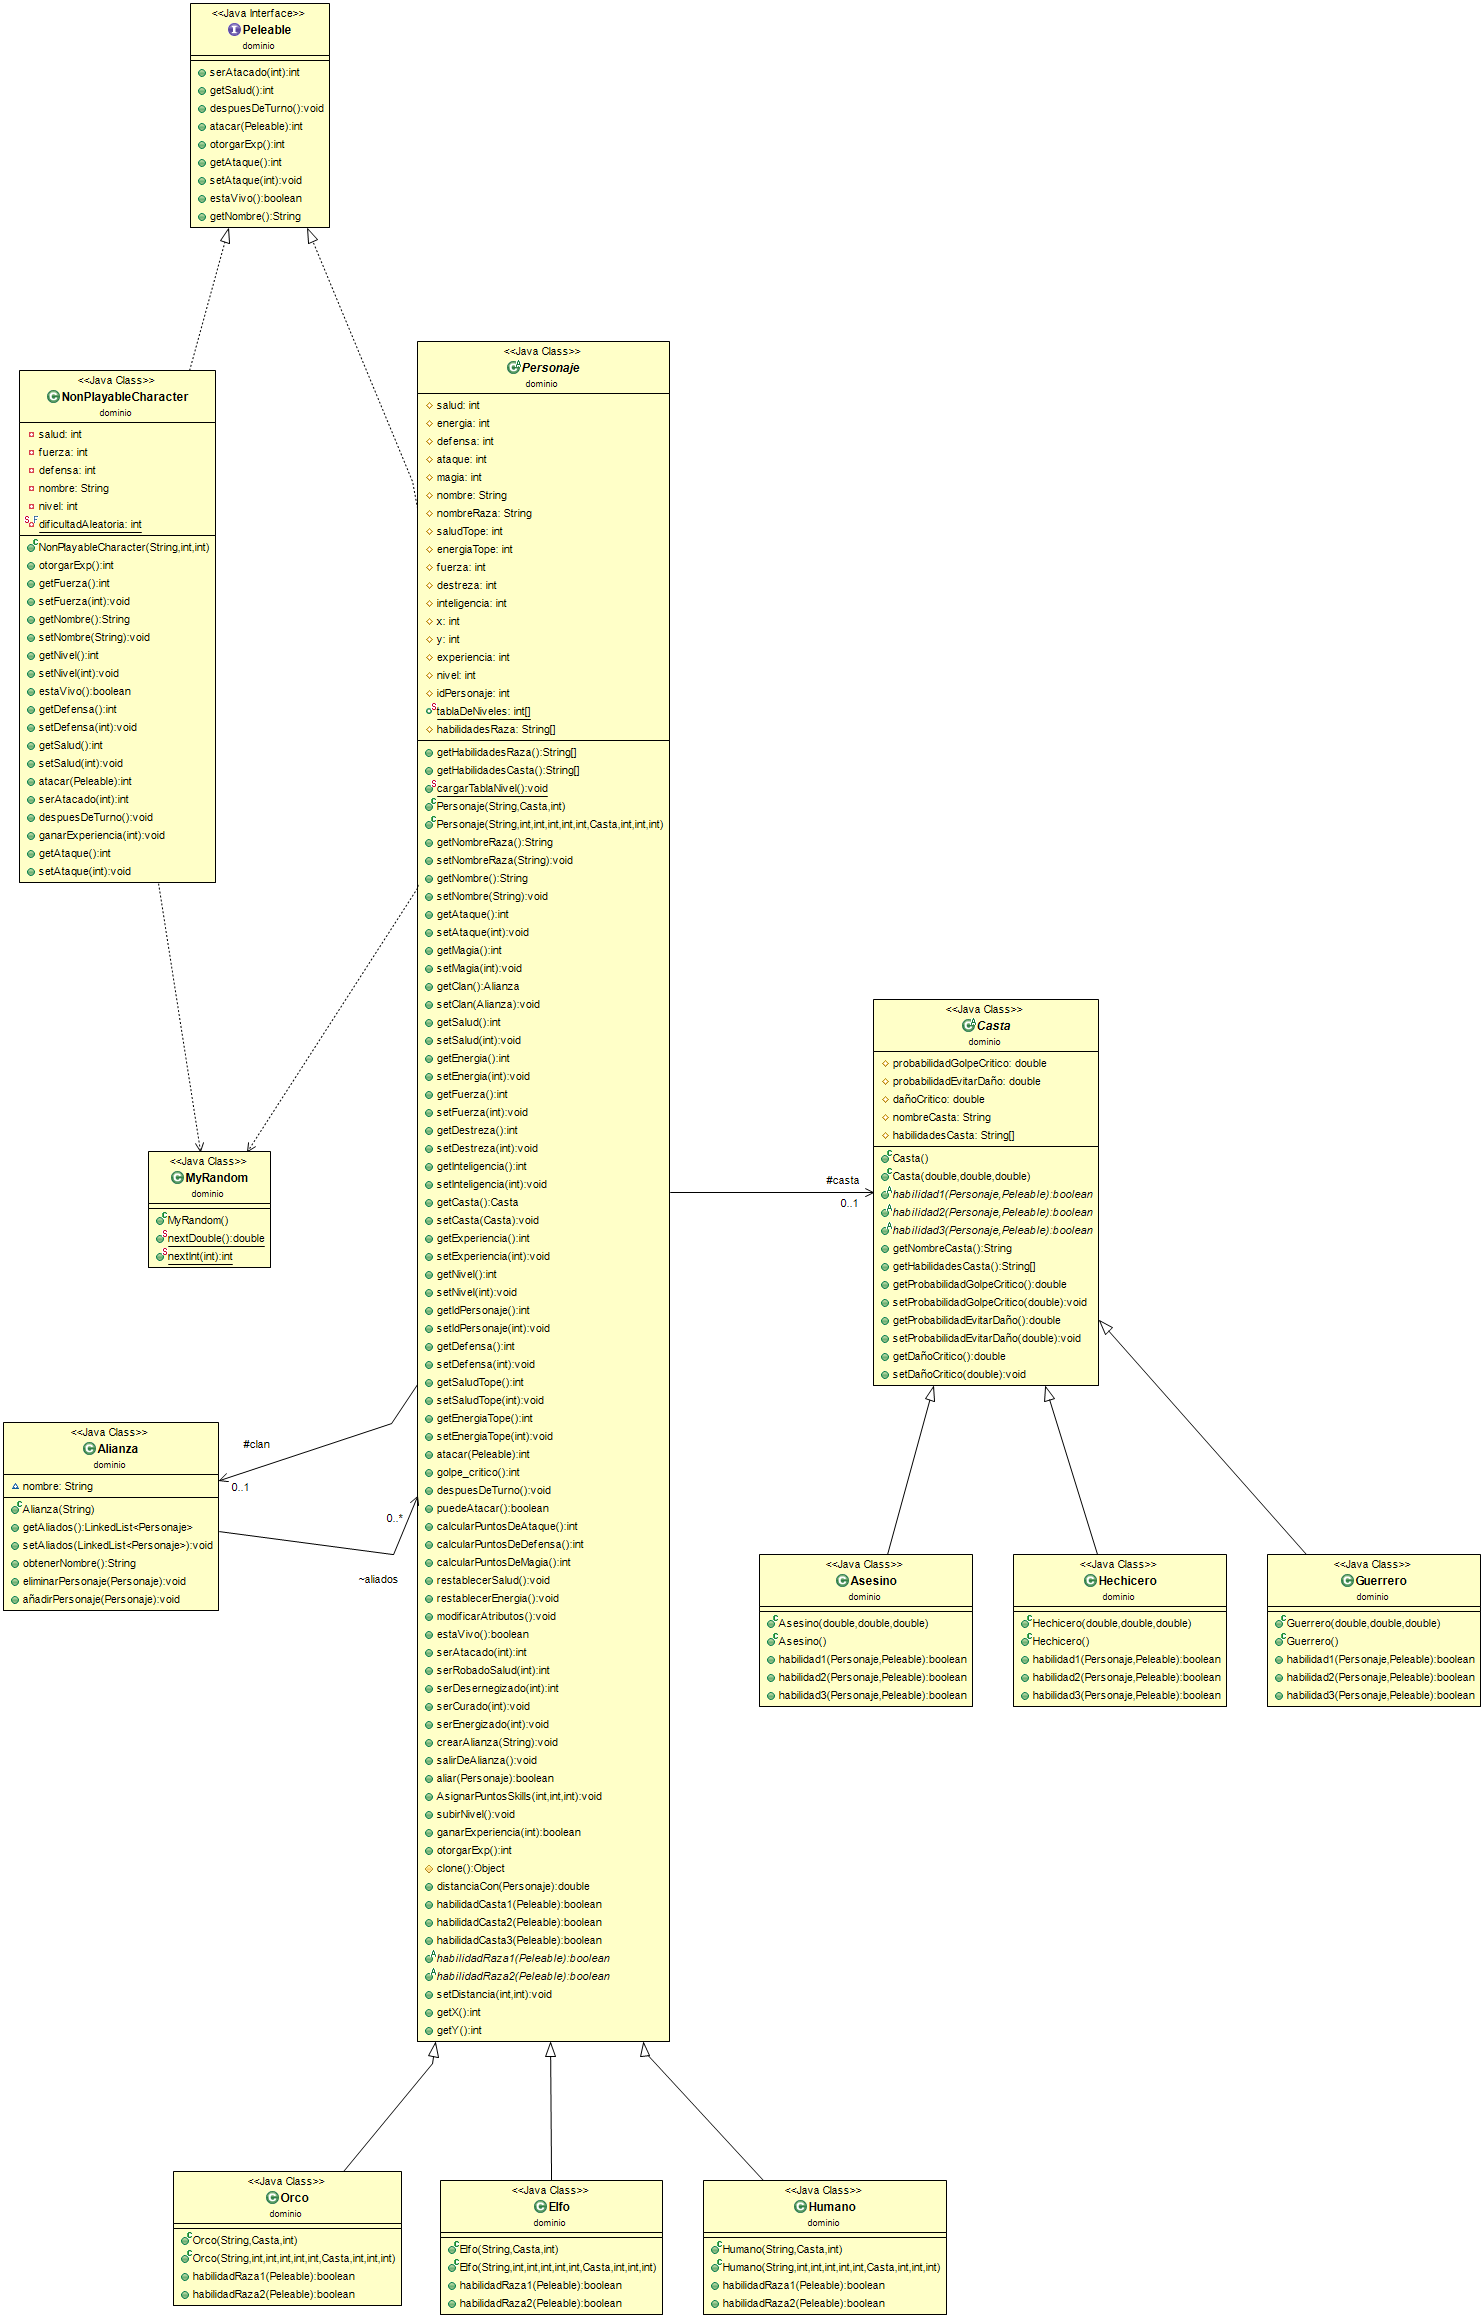 <<Java Interface>>
Peleable
dominio
serAtacado(int):int
getSalud():int
despuesDeTurno():void
atacar(Peleable):int
otorgarExp():int
getAtaque():int
setAtaque(int):void
estaVivo():boolean
getNombre():String
<<Java Class>>
NonPlayableCharacter
dominio
salud: int
fuerza: int
defensa: int
nombre: String
nivel: int
dificultadAleatoria: int
NonPlayableCharacter(String,int,int)
otorgarExp():int
getFuerza():int
setFuerza(int):void
getNombre():String
setNombre(String):void
getNivel():int
setNivel(int):void
estaVivo():boolean
getDefensa():int
setDefensa(int):void
getSalud():int
setSalud(int):void
atacar(Peleable):int
serAtacado(int):int
despuesDeTurno():void
ganarExperiencia(int):void
getAtaque():int
setAtaque(int):void
<<Java Class>>
Personaje
dominio
salud: int
energia: int
defensa: int
ataque: int
magia: int
nombre: String
nombreRaza: String
saludTope: int
energiaTope: int
fuerza: int
destreza: int
inteligencia: int
x: int
y: int
experiencia: int
nivel: int
idPersonaje: int
tablaDeNiveles: int[]
habilidadesRaza: String[]
getHabilidadesRaza():String[]
getHabilidadesCasta():String[]
cargarTablaNivel():void
Personaje(String,Casta,int)
Personaje(String,int,int,int,int,int,Casta,int,int,int)
getNombreRaza():String
setNombreRaza(String):void
getNombre():String
setNombre(String):void
getAtaque():int
setAtaque(int):void
getMagia():int
setMagia(int):void
getClan():Alianza
setClan(Alianza):void
getSalud():int
setSalud(int):void
getEnergia():int
setEnergia(int):void
getFuerza():int
setFuerza(int):void
getDestreza():int
setDestreza(int):void
getInteligencia():int
setInteligencia(int):void
getCasta():Casta
setCasta(Casta):void
getExperiencia():int
setExperiencia(int):void
getNivel():int
setNivel(int):void
getIdPersonaje():int
setIdPersonaje(int):void
getDefensa():int
setDefensa(int):void
getSaludTope():int
setSaludTope(int):void
getEnergiaTope():int
setEnergiaTope(int):void
atacar(Peleable):int
golpe_critico():int
despuesDeTurno():void
puedeAtacar():boolean
calcularPuntosDeAtaque():int
calcularPuntosDeDefensa():int
calcularPuntosDeMagia():int
restablecerSalud():void
restablecerEnergia():void
modificarAtributos():void
estaVivo():boolean
serAtacado(int):int
serRobadoSalud(int):int
serDesernegizado(int):int
serCurado(int):void
serEnergizado(int):void
crearAlianza(String):void
salirDeAlianza():void
aliar(Personaje):boolean
AsignarPuntosSkills(int,int,int):void
subirNivel():void
ganarExperiencia(int):boolean
otorgarExp():int
clone():Object
distanciaCon(Personaje):double
habilidadCasta1(Peleable):boolean
habilidadCasta2(Peleable):boolean
habilidadCasta3(Peleable):boolean
habilidadRaza1(Peleable):boolean
habilidadRaza2(Peleable):boolean
setDistancia(int,int):void
getX():int
getY():int
<<Java Class>>
MyRandom
dominio
MyRandom()
nextDouble():double
nextInt(int):int
#casta
0..1
<<Java Class>>
Casta
dominio
probabilidadGolpeCritico: double
probabilidadEvitarDaño: double
dañoCritico: double
nombreCasta: String
habilidadesCasta: String[]
Casta()
Casta(double,double,double)
habilidad1(Personaje,Peleable):boolean
habilidad2(Personaje,Peleable):boolean
habilidad3(Personaje,Peleable):boolean
getNombreCasta():String
getHabilidadesCasta():String[]
getProbabilidadGolpeCritico():double
setProbabilidadGolpeCritico(double):void
getProbabilidadEvitarDaño():double
setProbabilidadEvitarDaño(double):void
getDañoCritico():double
setDañoCritico(double):void
<<Java Class>>
Alianza
dominio
nombre: String
Alianza(String)
getAliados():LinkedList<Personaje>
setAliados(LinkedList<Personaje>):void
obtenerNombre():String
eliminarPersonaje(Personaje):void
añadirPersonaje(Personaje):void
#clan
0..1
0..*
~aliados
<<Java Class>>
Asesino
dominio
Asesino(double,double,double)
Asesino()
habilidad1(Personaje,Peleable):boolean
habilidad2(Personaje,Peleable):boolean
habilidad3(Personaje,Peleable):boolean
<<Java Class>>
Hechicero
dominio
Hechicero(double,double,double)
Hechicero()
habilidad1(Personaje,Peleable):boolean
habilidad2(Personaje,Peleable):boolean
habilidad3(Personaje,Peleable):boolean
<<Java Class>>
Guerrero
dominio
Guerrero(double,double,double)
Guerrero()
habilidad1(Personaje,Peleable):boolean
habilidad2(Personaje,Peleable):boolean
habilidad3(Personaje,Peleable):boolean
<<Java Class>>
Orco
dominio
Orco(String,Casta,int)
Orco(String,int,int,int,int,int,Casta,int,int,int)
habilidadRaza1(Peleable):boolean
habilidadRaza2(Peleable):boolean
<<Java Class>>
Elfo
dominio
Elfo(String,Casta,int)
Elfo(String,int,int,int,int,int,Casta,int,int,int)
habilidadRaza1(Peleable):boolean
habilidadRaza2(Peleable):boolean
<<Java Class>>
Humano
dominio
Humano(String,Casta,int)
Humano(String,int,int,int,int,int,Casta,int,int,int)
habilidadRaza1(Peleable):boolean
habilidadRaza2(Peleable):boolean